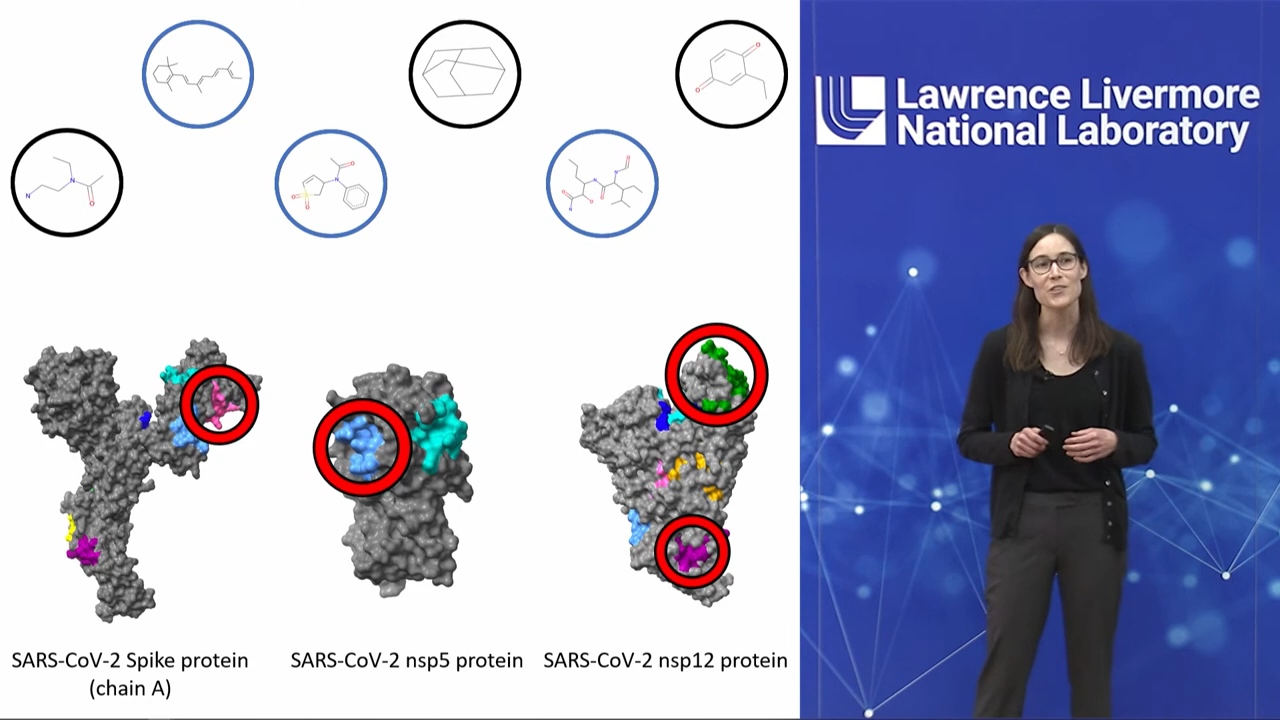 Lawrence Livermore
National Laboratory
N
N
O
O
O
S
N
O
O
N
O
N
O
O
N
O
SARS-CoV-2 Spike protein
(chain A)
SARS-CoV-2 nsp5 protein
SARS-CoV-2 nsp12 protein